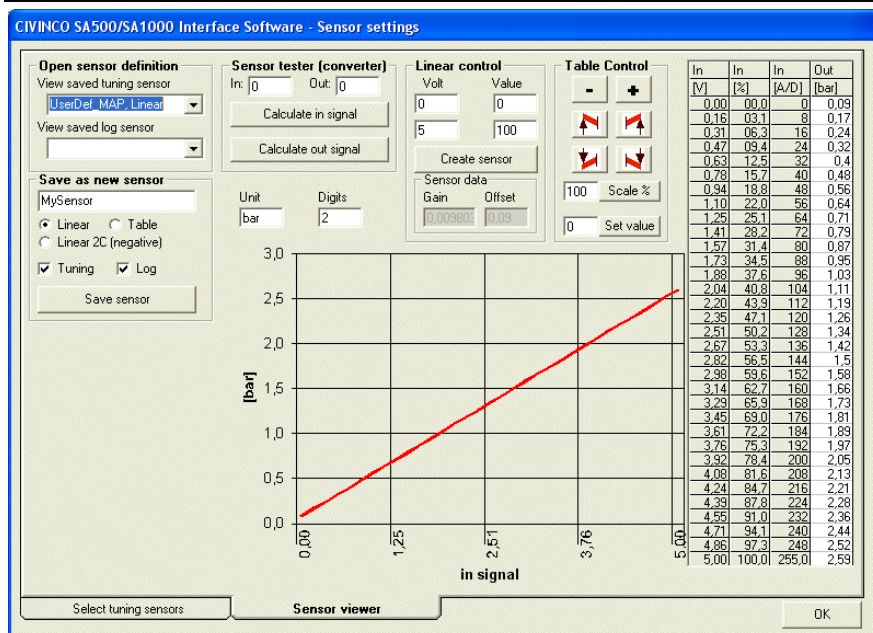 CIVINCO SA500/SA1000 Interface Software - Sensor settings
Open sensor definition
View saved tuning sensor
UserDef_MAP, Linear
View saved log sensor
Save as new sensor
MySensor
Linear Table
Linear 2C (negative)
Tuning Log
Save sensor
Sensor tester (converter)
In: 0 Out: 0
Calculate in signal
Calculate out signal
Unit Digits
bar 2
Linear control
Volt Value
0 0
5 100
Create sensor
Sensor data
Gain Offset
0,009803 0,09
Table Control
- +
100 Scale %
0 Set value
3,0
2,5
2,0
1,5
1,0
0,5
0,0
[bar]
0,00 1,25 2,51 3,76 5,00
in signal
In In In Out
[V] [%] [A/D] [bar]
0,00 00,0 0 0,09
0,16 03,1 8 0,17
0,31 06,3 16 0,24
0,47 09,4 24 0,32
0,63 12,5 32 0,4
0,78 15,7 40 0,48
0,94 18,8 48 0,56
1,10 22,0 56 0,64
1,25 25,1 64 0,71
1,41 28,2 72 0,79
1,57 31,4 80 0,87
1,73 34,5 88 0,95
1,88 37,6 96 1,03
2,04 40,8 104 1,11
2,20 43,9 112 1,19
2,35 47,1 120 1,26
2,51 50,2 128 1,34
2,67 53,3 136 1,42
2,82 56,5 144 1,5
2,98 59,6 152 1,58
3,14 62,7 160 1,66
3,29 65,9 168 1,73
3,45 69,0 176 1,81
3,61 72,2 184 1,89
3,76 75,3 192 1,97
3,92 78,4 200 2,05
4,08 81,6 208 2,13
4,24 84,7 216 2,21
4,39 87,8 224 2,28
4,55 91,0 232 2,36
4,71 94,1 240 2,44
4,86 97,3 248 2,52
5,00 100,0 255,0 2,59
Select tuning sensors
Sensor viewer
OK